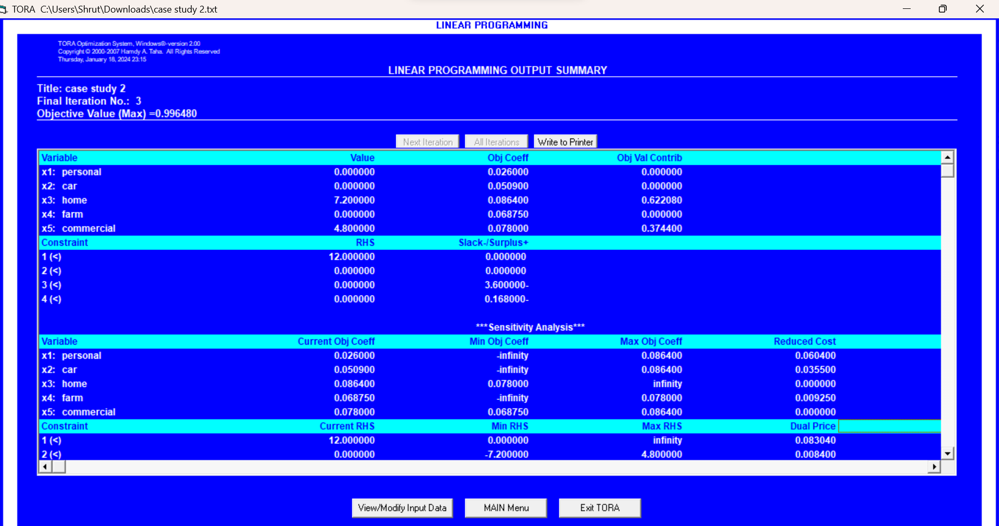 TORA C:\Users\Shrut\Downloads\case study 2.txt
LINEAR PROGRAMMING
TORA Optimization System, Windows®-version 2.00
Copyright © 2000-2007 Hamdy A. Taha. All Rights Reserved
Thursday, January 18, 2024 23:15
LINEAR PROGRAMMING OUTPUT SUMMARY
Title: case study 2
Final Iteration No.: 3
Objective Value (Max) =0.996480
Next Iteration All Iterations Write to Printer
Variable Value Obj Coeff Obj Val Contrib
x1: personal 0.000000 0.026000 0.000000
x2: car 0.000000 0.050900 0.000000
x3: home 7.200000 0.086400 0.622080
x4: farm 0.000000 0.068750 0.000000
x5: commercial 4.800000 0.078000 0.374400
Constraint RHS Slack-/Surplus+
1 (<) 12.000000 0.000000
2 (<) 0.000000 0.000000
3 (<) 0.000000 3.600000-
4 (<) 0.000000 0.168000-
***Sensitivity Analysis***
Variable Current Obj Coeff Min Obj Coeff Max Obj Coeff Reduced Cost
x1: personal 0.026000 -infinity 0.086400 0.060400
x2: car 0.050900 -infinity 0.086400 0.035500
x3: home 0.086400 0.078000 infinity 0.000000
x4: farm 0.068750 -infinity 0.078000 0.009250
x5: commercial 0.078000 0.068750 0.086400 0.000000
Constraint Current RHS Min RHS Max RHS Dual Price
1 (<) 12.000000 0.000000 infinity 0.083040
2 (<) 0.000000 -7.200000 4.800000 0.008400
View/Modify Input Data MAIN Menu Exit TORA